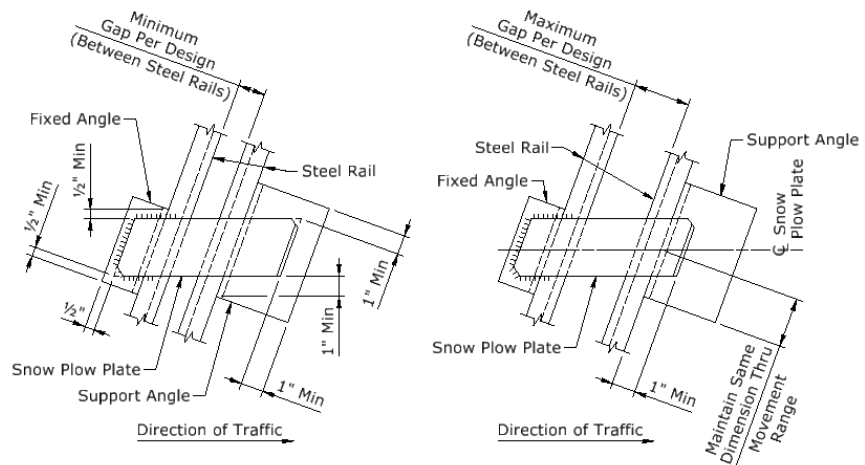 Minimum
Gap Per Design
(Between Steel Rails)
Fixed Angle
½" Min
½" Min
½"
Steel Rail
1" Min
1" Min
1" Min
Snow Plow Plate
Support Angle
Direction of Traffic
Maximum
Gap Per Design
(Between Steel Rails)
Steel Rail
Fixed Angle
Support Angle
℄ Snow
Plow Plate
Snow Plow Plate
1" Min
Maintain Same
Dimension Thru
Movement
Range
Direction of Traffic